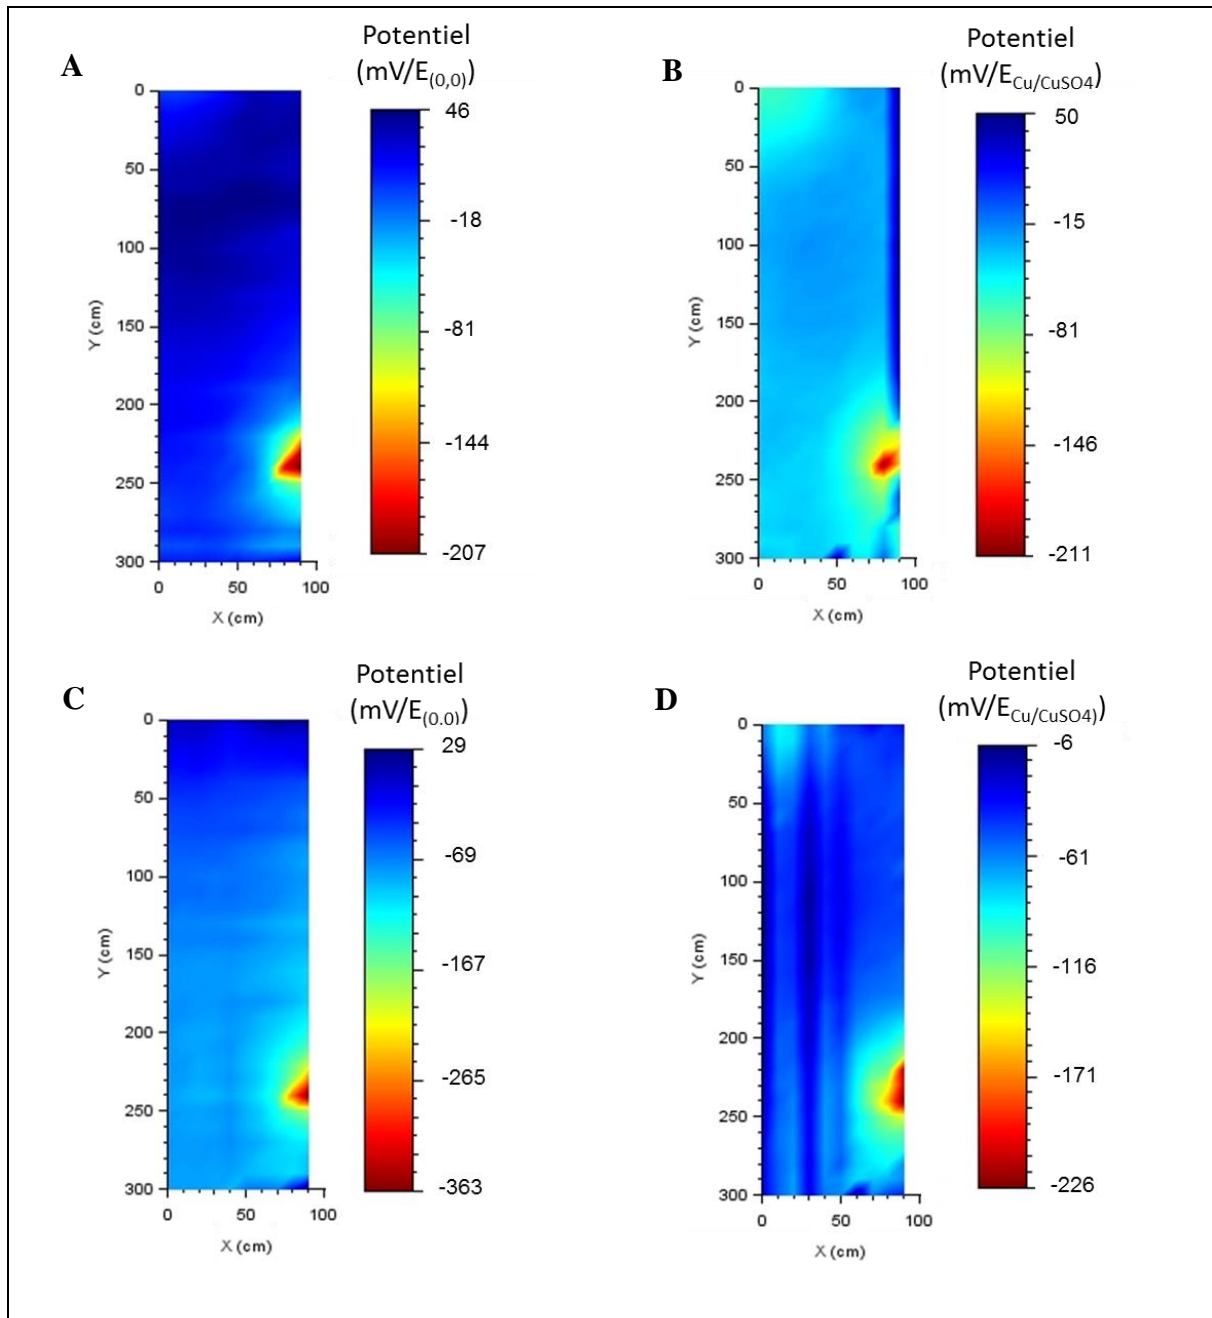 A
Potentiel
(mV/E(0,0))
46
-18
-81
-144
-207
0
50
100
150
200
250
300
Y (cm)
0 50 100
X (cm)
B
Potentiel
(mV/ECu/CuSO4)
50
-15
-81
-146
-211
0
50
100
150
200
250
300
Y (cm)
0 50 100
X (cm)
C
Potentiel
(mV/E(0.0))
29
-69
-167
-265
-363
0
50
100
150
200
250
300
Y (cm)
0 50 100
X (cm)
D
Potentiel
(mV/ECu/CuSO4)
-6
-61
-116
-171
-226
0
50
100
150
200
250
300
Y (cm)
0 50 100
X (cm)